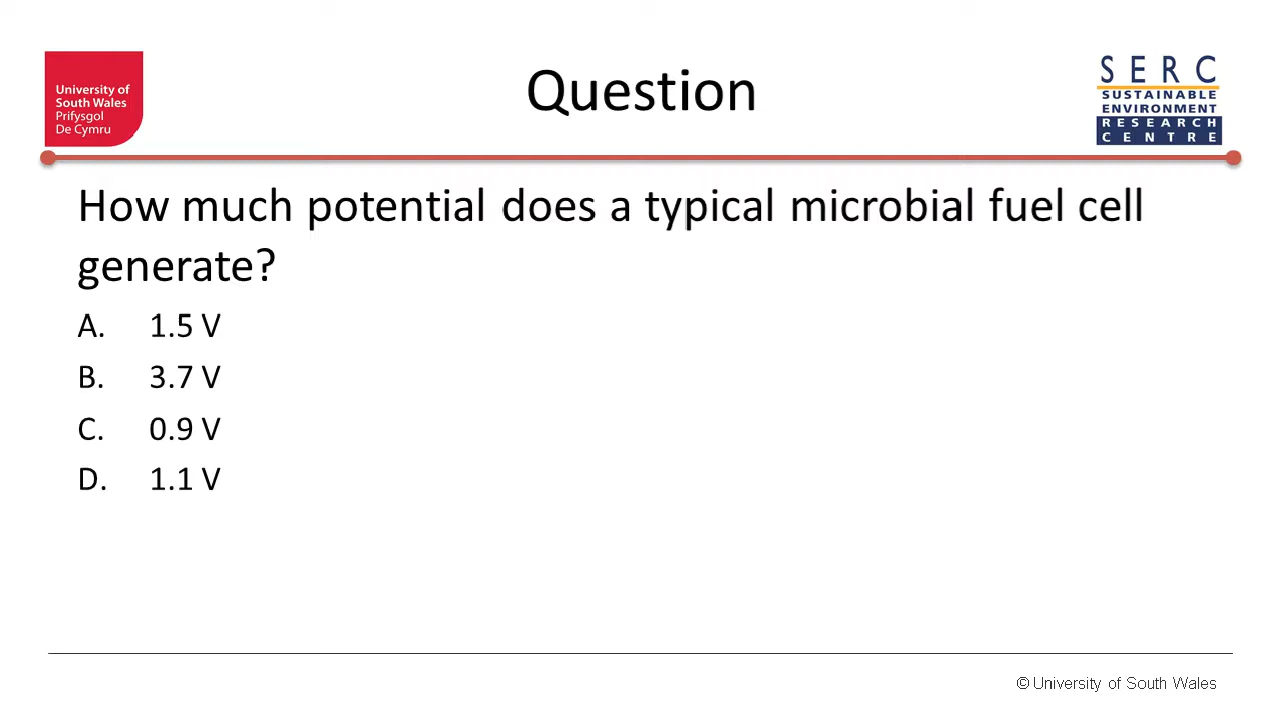 University of
South Wales
Prifysgol
De Cymru
Question
SERC
SUSTAINABLE
ENVIRONMENT
RESEARCH
CENTRE
How much potential does a typical microbial fuel cell
generate?
A. 1.5 V
B. 3.7 V
C. 0.9 V
D. 1.1 V
© University of South Wales